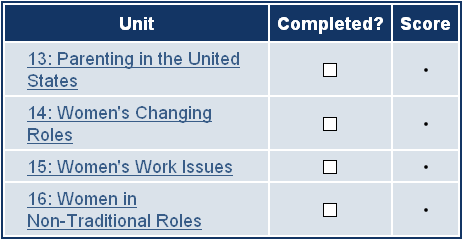 Unit Completed? Score
13: Parenting in the United
States
14: Women's Changing
Roles
15: Women's Work Issues
16: Women in
Non-Traditional Roles